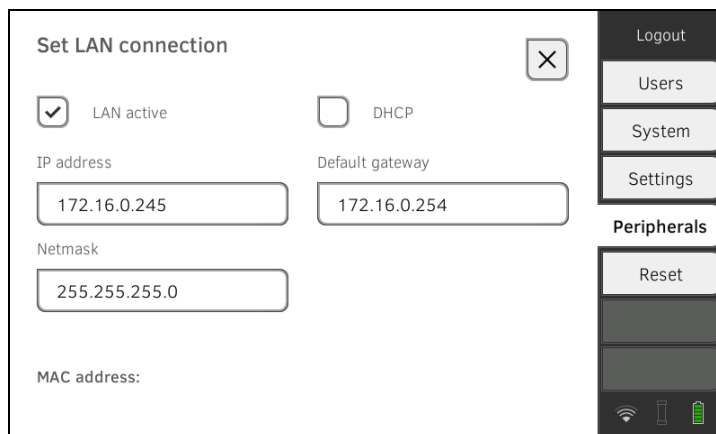 Set LAN connection
LAN active
DHCP
IP address
Default gateway
172.16.0.245
172.16.0.254
Netmask
255.255.255.0
MAC address:
Logout
Users
System
Settings
Peripherals
Reset